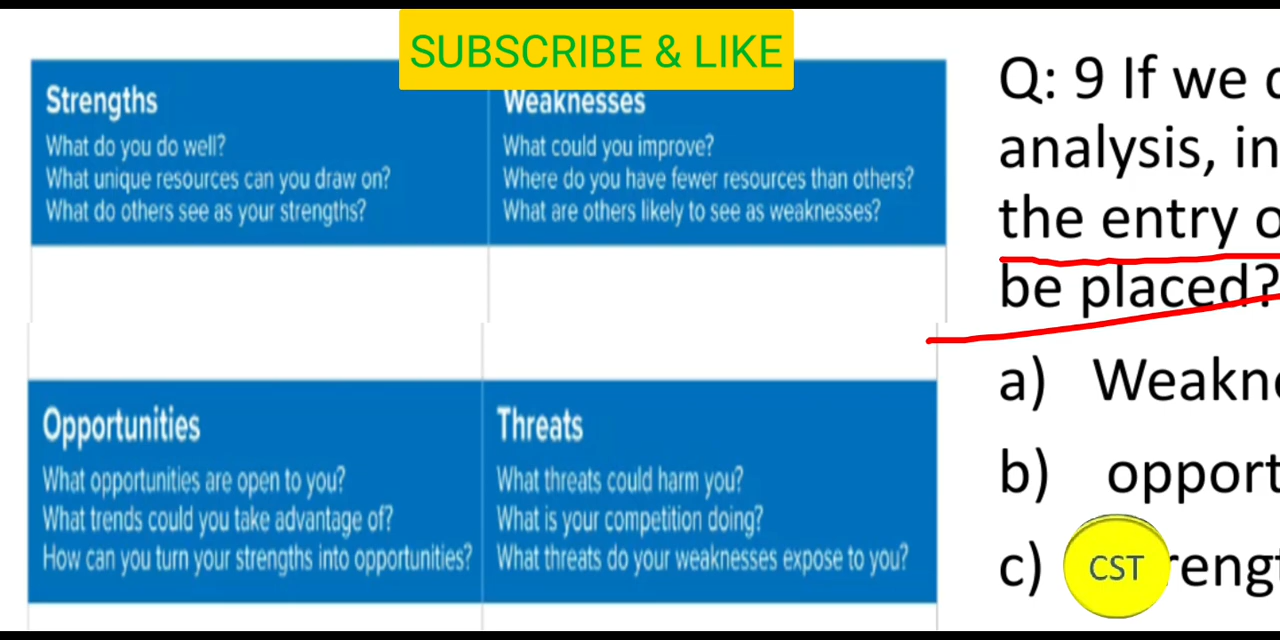 SUBSCRIBE & LIKE
Strengths
What do you do well?
What unique resources can you draw on?
What do others see as your strengths?
Weaknesses
What could you improve?
Where do you have fewer resources than others?
What are others likely to see as weaknesses?
Opportunities
What opportunities are open to you?
What trends could you take advantage of?
How can you turn your strengths into opportunities?
Threats
What threats could harm you?
What is your competition doing?
What threats do your weaknesses expose to you?
Q: 9 If we
analysis, in
the entry
be placed?
a)
b)
c)
CST